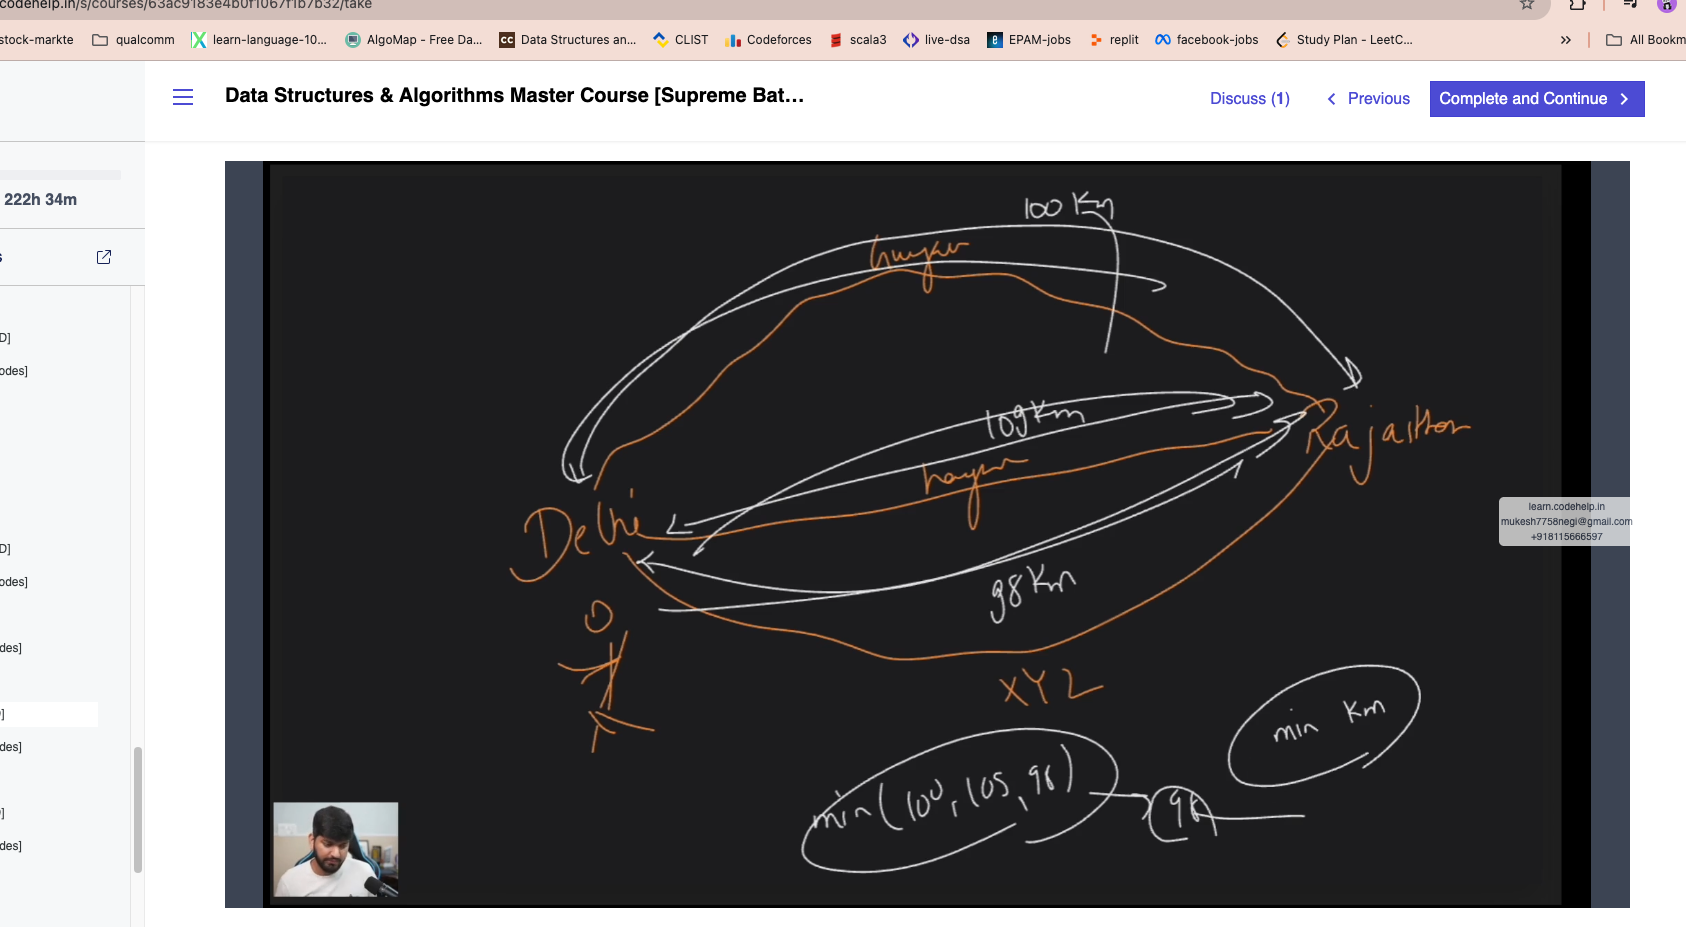 codehelp.in/s/courses/63ac9183e4b0f1067f1b7b32/take
stock-markte qualcomm learn-language-10... AlgoMap - Free Da... Data Structures an... CLIST Codeforces scala3 live-dsa EPAM-jobs replit facebook-jobs Study Plan - LeetC... » All Bookm
Data Structures & Algorithms Master Course [Supreme Bat...
Discuss (1) Previous Complete and Continue
222h 34m
s
D]
odes]
D]
odes]
des]
]
des]
]
des]
100 Km
109 Km
Rajasthan
Delhi
98 Km
XYZ
min Km
min(100, 105, 98)
98
learn.codehelp.in
mukesh7758negi@gmail.com
+918115666597